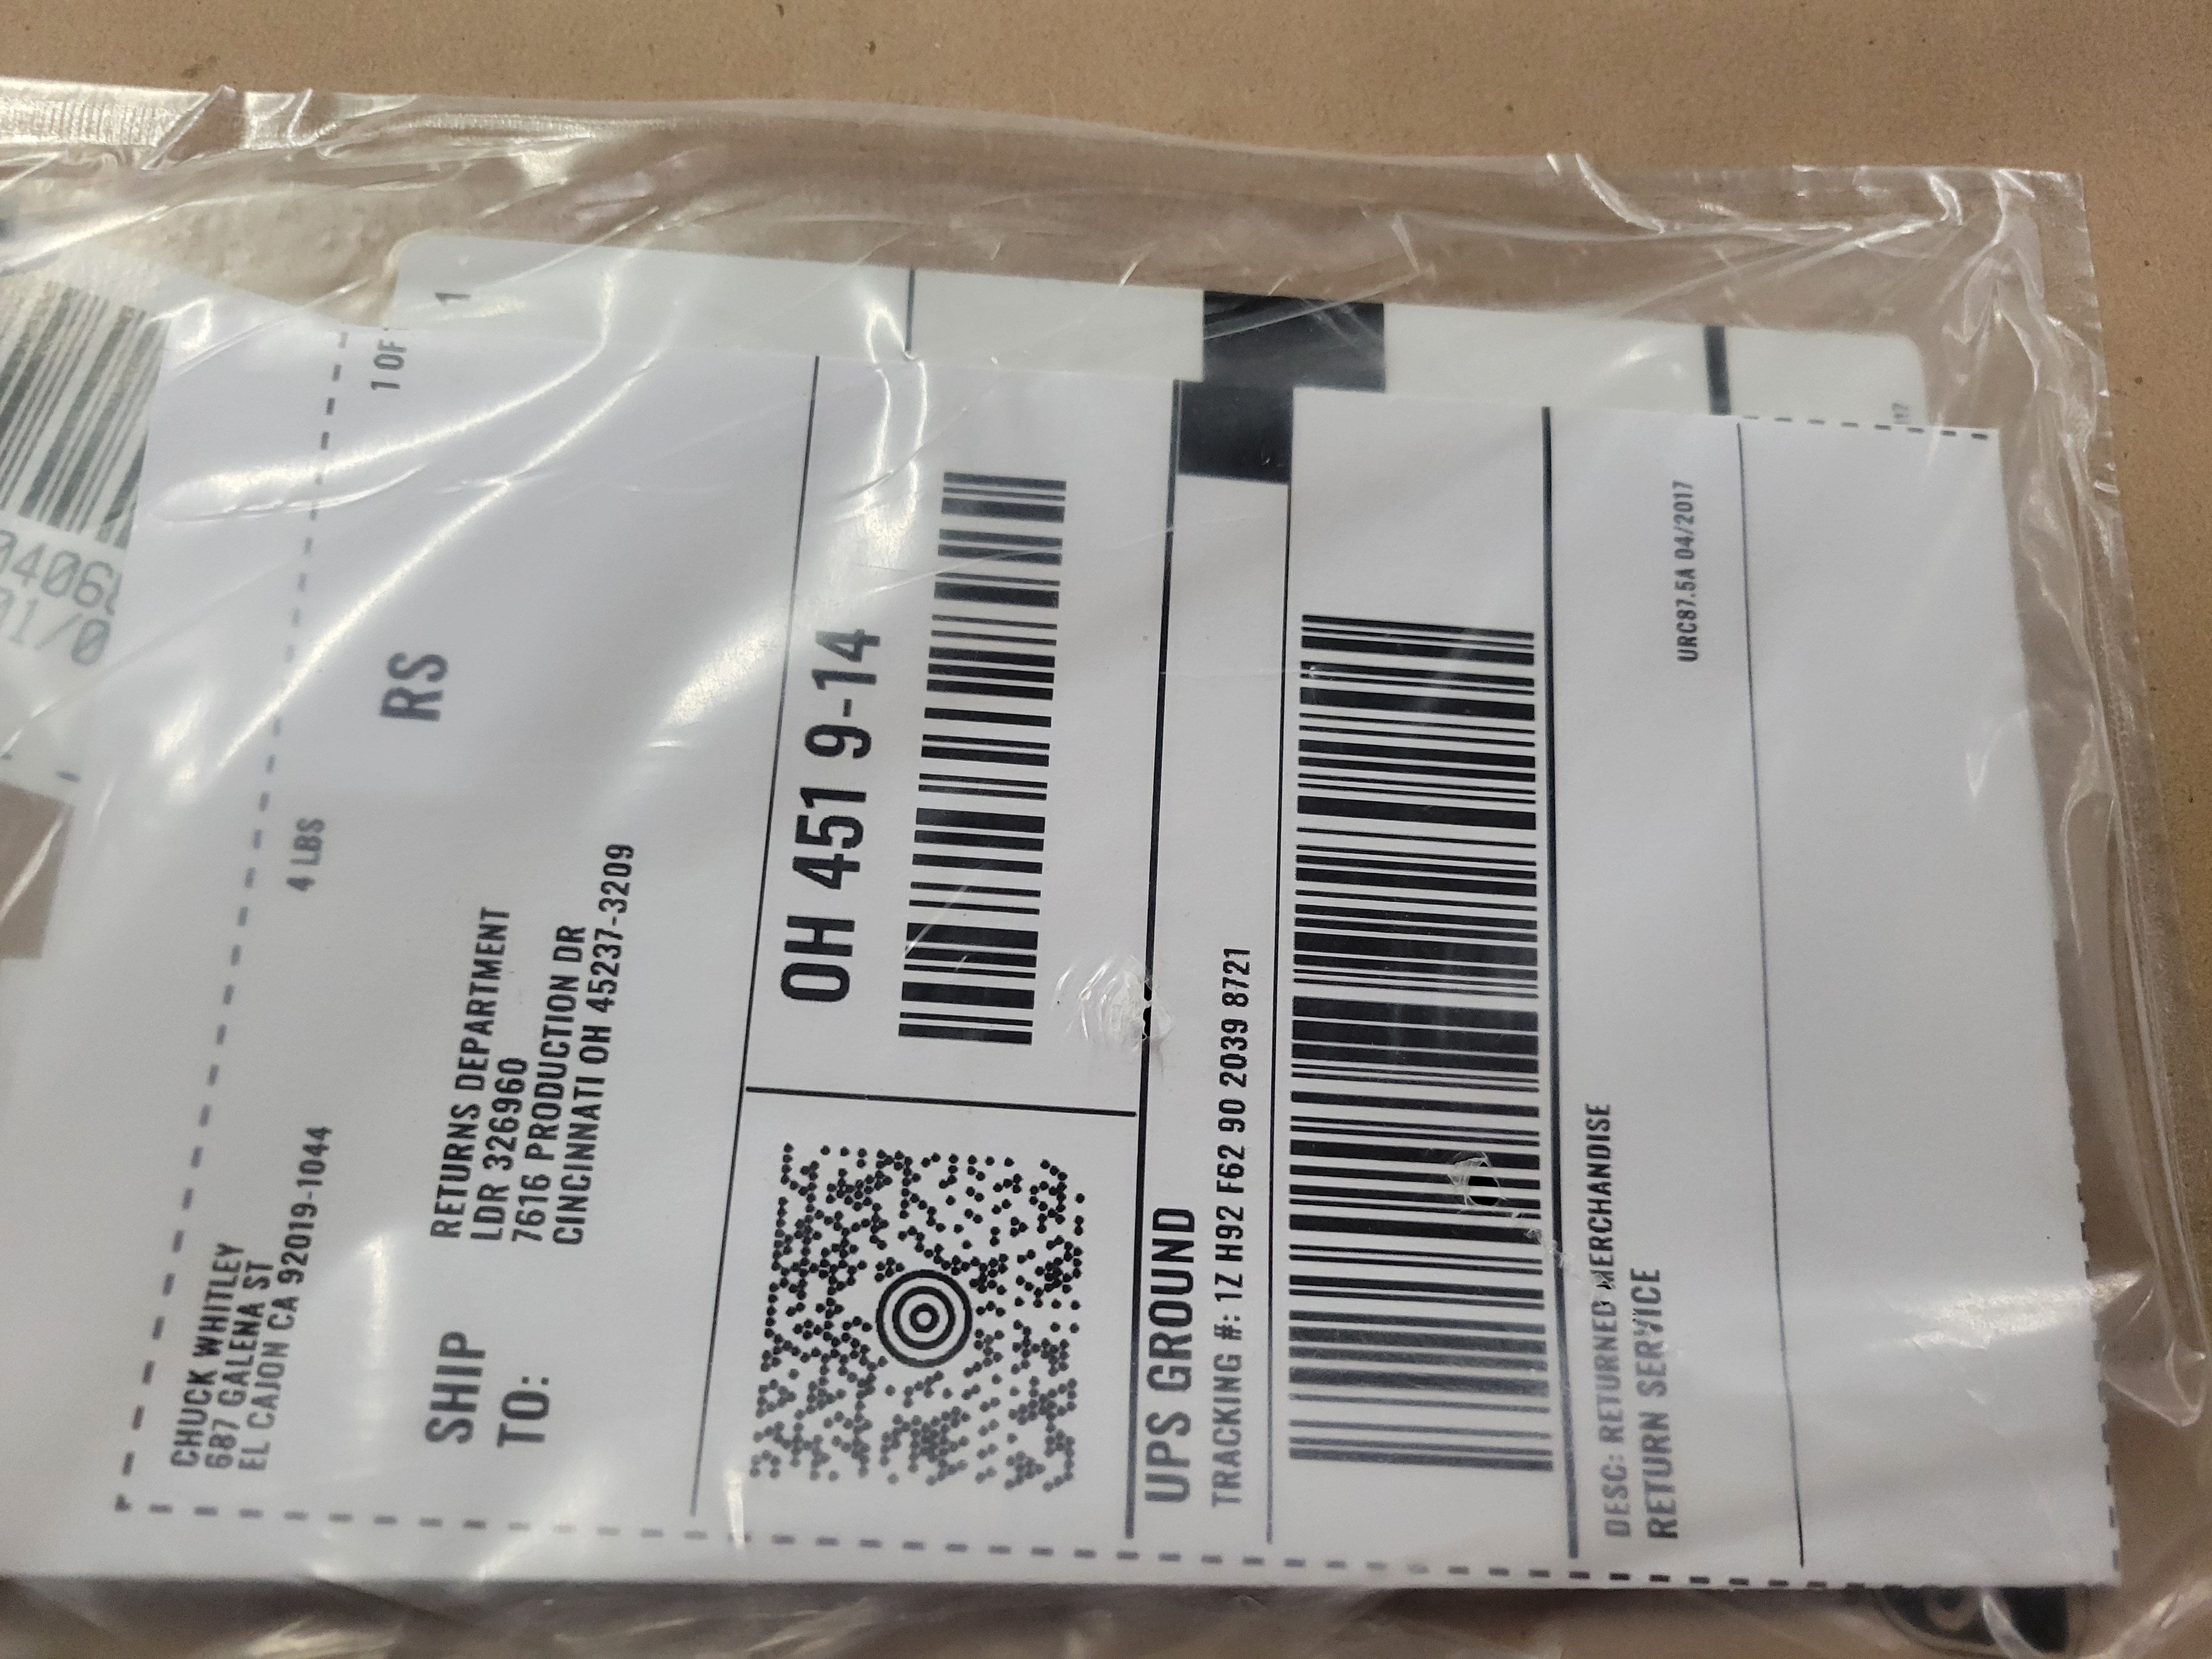 CHUCK WHITLEY
687 GALENA ST
EL CAJON CA 92019-1044
4 LBS
1 OF
1
RS
SHIP
TO:
RETURNS DEPARTMENT
LDR 326960
7616 PRODUCTION DR
CINCINNATI OH 45237-3209
OH 451 9-14
UPS GROUND
TRACKING #: 1Z H92 F62 90 2039 8721
DESC: RETURNED MERCHANDISE
RETURN SERVICE
URC87.5A 04/2017